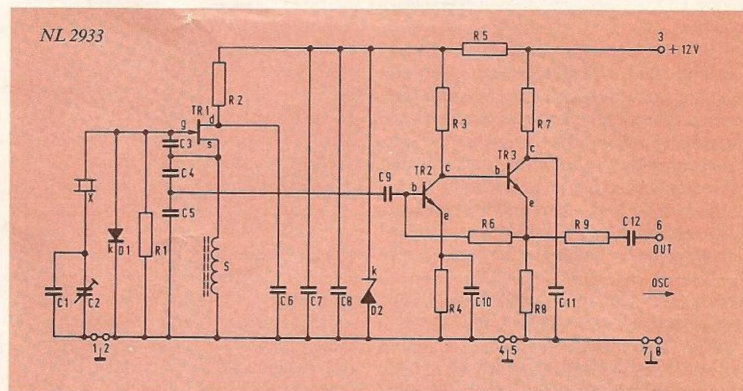 NL 2933
R5
3
+12V
R2
TR1
d
g
s
C3
C4
C5
X
k D1
R1
C1
C2
S
C6
C7
C8
k
D2
R3
R7
TR2
TR3
C9
b
c
e
b
c
e
R6
R9
C12
6
OUT
R4
C10
R8
C11
OSC
1 2
4 5
7 8